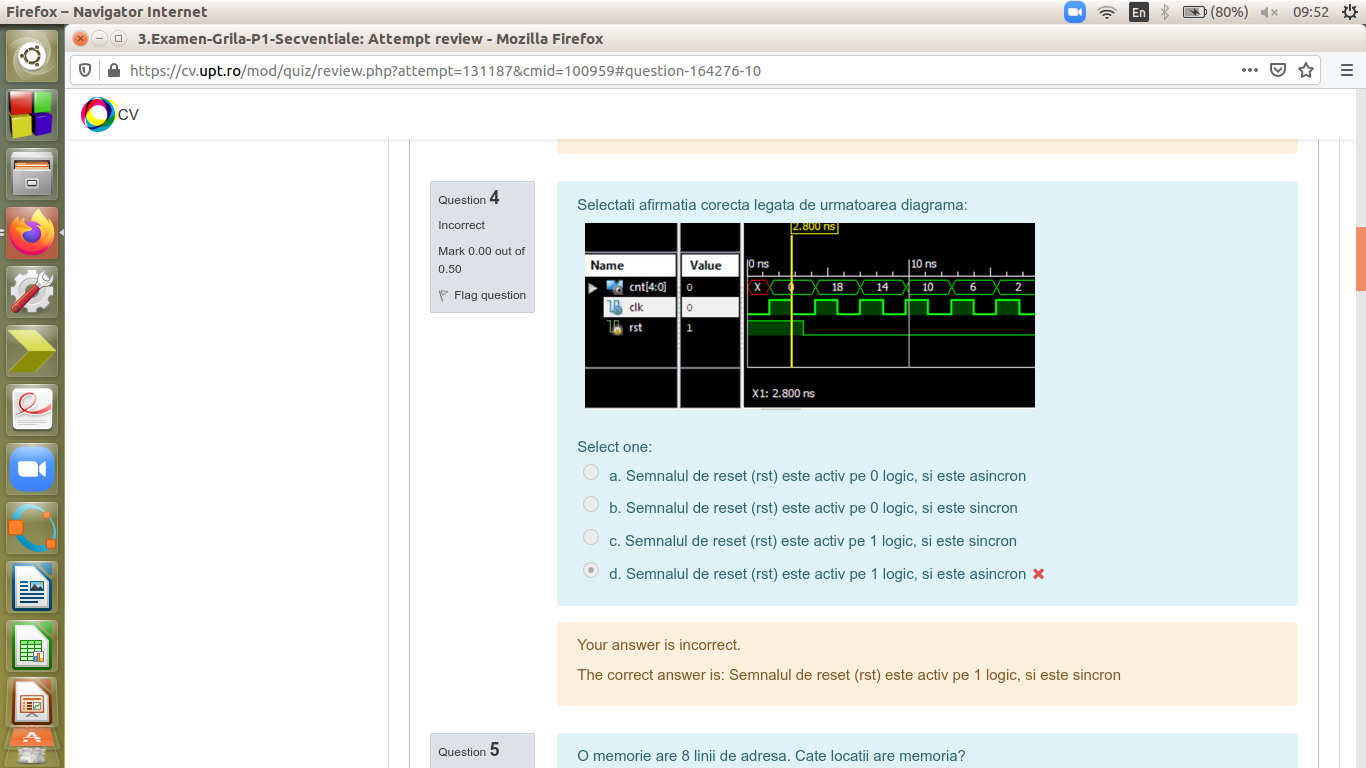 Firefox – Navigator Internet
En
(80%)
09:52
3.Examen-Grila-P1-Secventiale: Attempt review - Mozilla Firefox
https://cv.upt.ro/mod/quiz/review.php?attempt=131187&cmid=100959#question-164276-10
CV
Question 4
Incorrect
Mark 0.00 out of
0.50
Flag question
Selectati afirmatia corecta legata de urmatoarea diagrama:
2.800 ns
Name Value 0 ns 10 ns
cnt[4:0] 0 X 0 18 14 10 6 2
clk 0
rst 1
X1: 2.800 ns
Select one:
a. Semnalul de reset (rst) este activ pe 0 logic, si este asincron
b. Semnalul de reset (rst) este activ pe 0 logic, si este sincron
c. Semnalul de reset (rst) este activ pe 1 logic, si este sincron
d. Semnalul de reset (rst) este activ pe 1 logic, si este asincron
Your answer is incorrect.
The correct answer is: Semnalul de reset (rst) este activ pe 1 logic, si este sincron
Question 5
O memorie are 8 linii de adresa. Cate locatii are memoria?